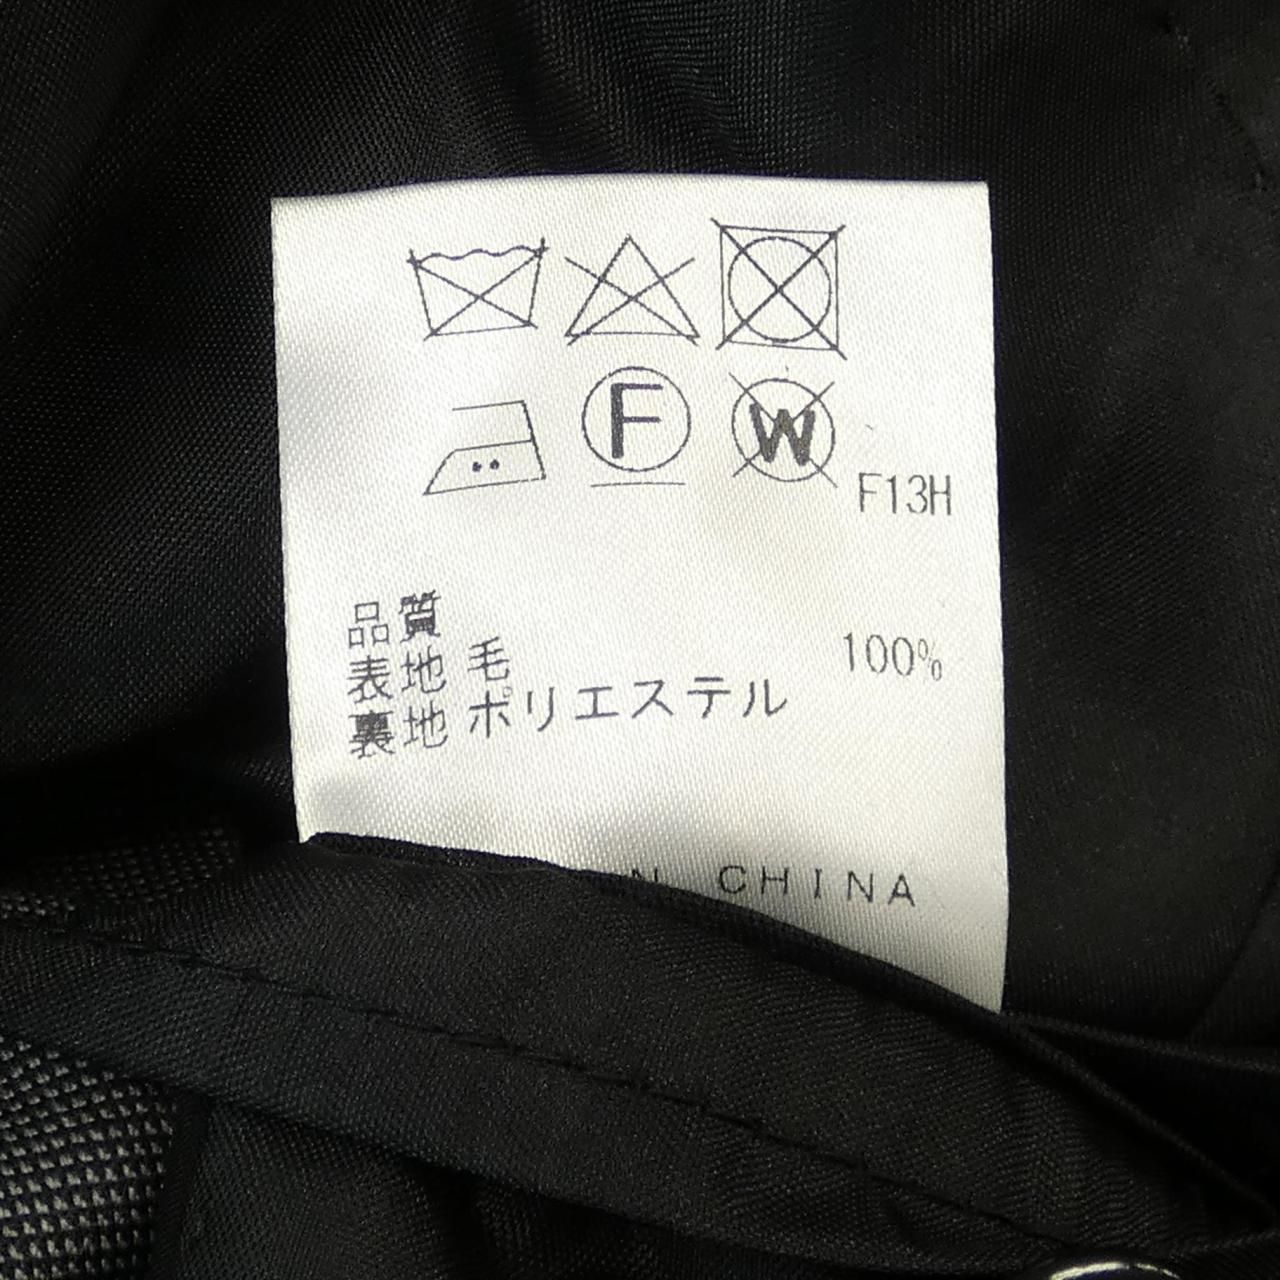 F
W
F13H
品質
表地 毛 100%
裏地 ポリエステル
N CHINA